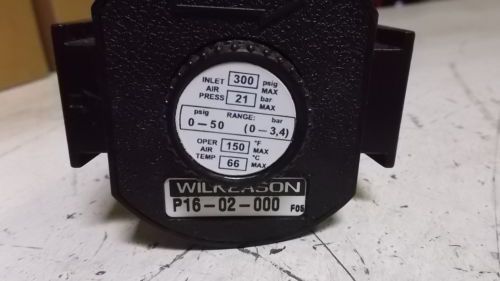 INLET 300 psig
AIR MAX
PRESS 21 bar
MAX
psig RANGE: bar
0-50 (0-3,4)
OPER 150 °F
AIR MAX
TEMP 66 °C
MAX
WILKERSON
P16-02-000 F05